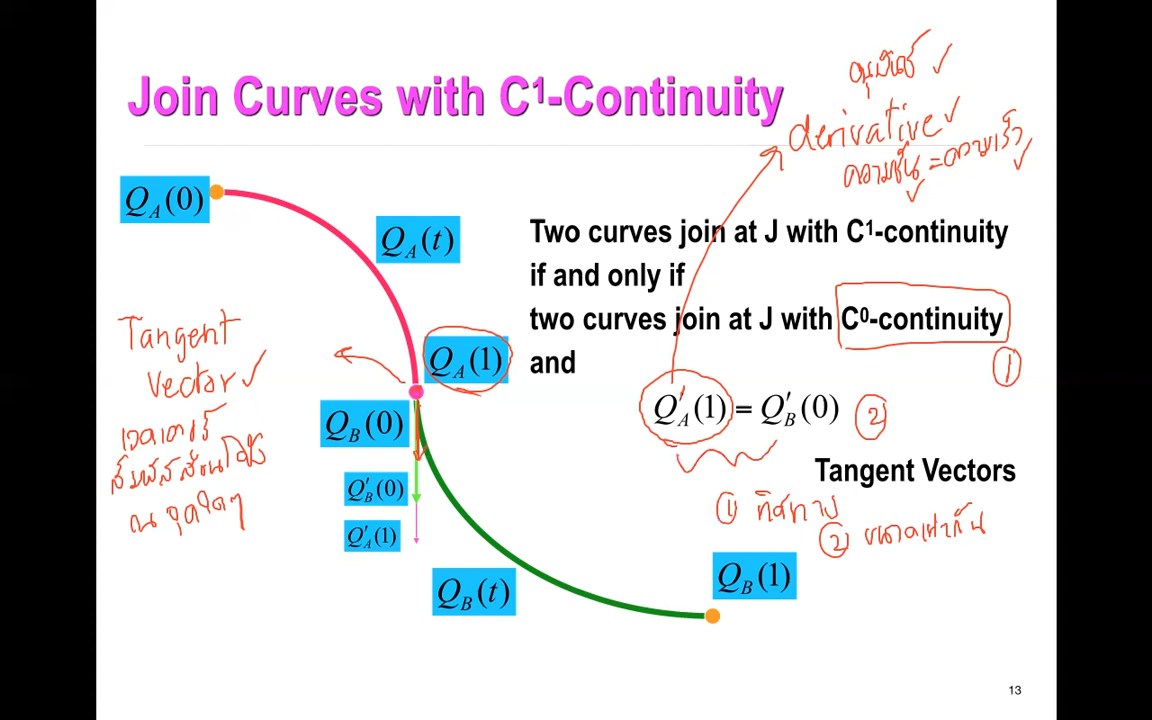 Join Curves with C¹-Continuity
อนุพันธ์ ✓
derivative ✓
ความชัน = ความเร็ว
Q_A(0)
Q_A(t)
Two curves join at J with C¹-continuity
if and only if
two curves join at J with C⁰-continuity
①
and
Q_A(1)
Q′_A(1) = Q′_B(0) ②
Tangent
vector ✓
เวกเตอร์
สัมผัสเส้นโค้ง
ณ จุดใดๆ
Q_B(0)
Q′_B(0)
Q′_A(1)
Tangent Vectors
① ทิศทาง
② ขนาดเท่ากัน
Q_B(t)
Q_B(1)
13